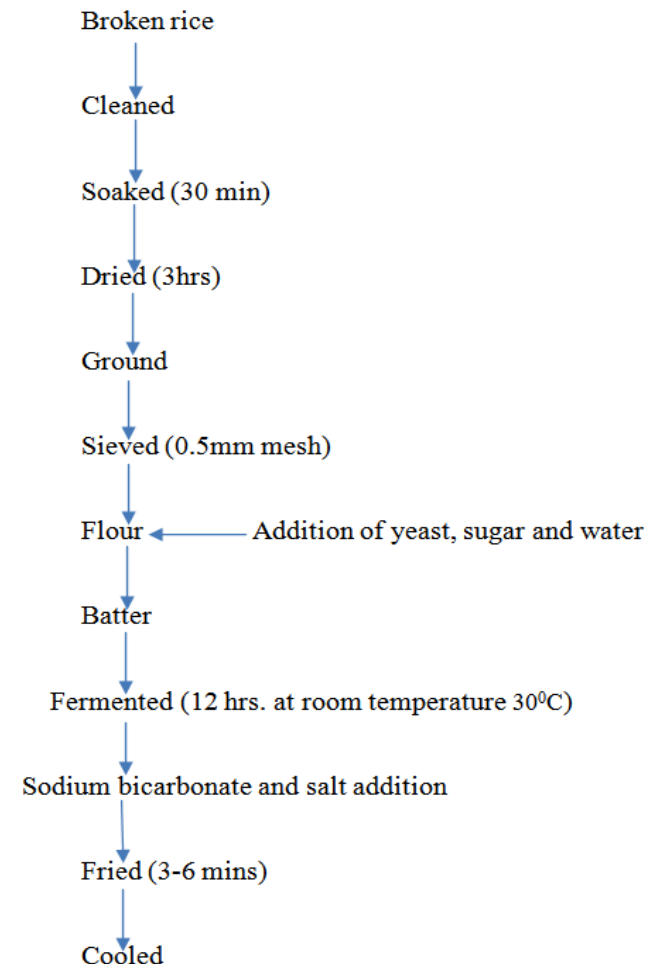 Broken rice
Cleaned
Soaked (30 min)
Dried (3hrs)
Ground
Sieved (0.5mm mesh)
Flour Addition of yeast, sugar and water
Batter
Fermented (12 hrs. at room temperature 30⁰C)
Sodium bicarbonate and salt addition
Fried (3-6 mins)
Cooled